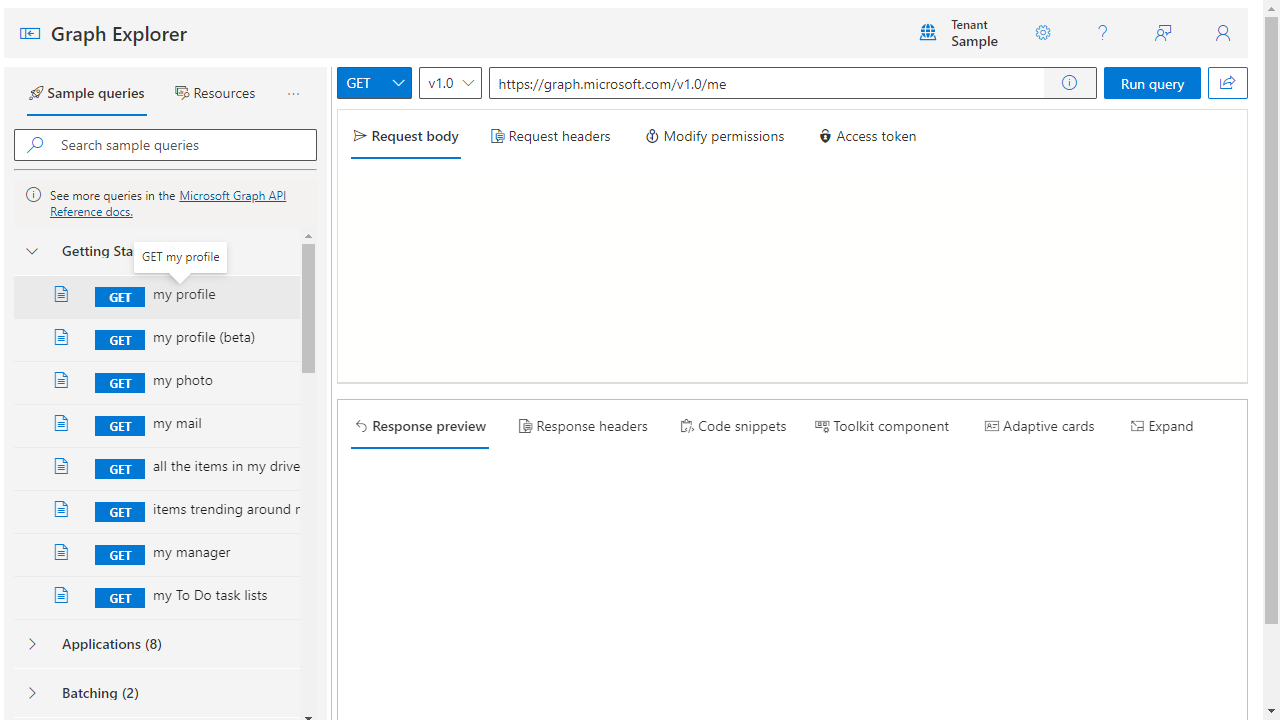 Graph Explorer
Tenant
Sample
Sample queries
Resources
Search sample queries
See more queries in the Microsoft Graph API
Reference docs.
Getting Sta
GET my profile
GET my profile
GET my profile (beta)
GET my photo
GET my mail
GET all the items in my drive
GET items trending around
GET my manager
GET my To Do task lists
Applications (8)
Batching (2)
GET
v1.0
https://graph.microsoft.com/v1.0/me
Run query
Request body
Request headers
Modify permissions
Access token
Response preview
Response headers
Code snippets
Toolkit component
Adaptive cards
Expand